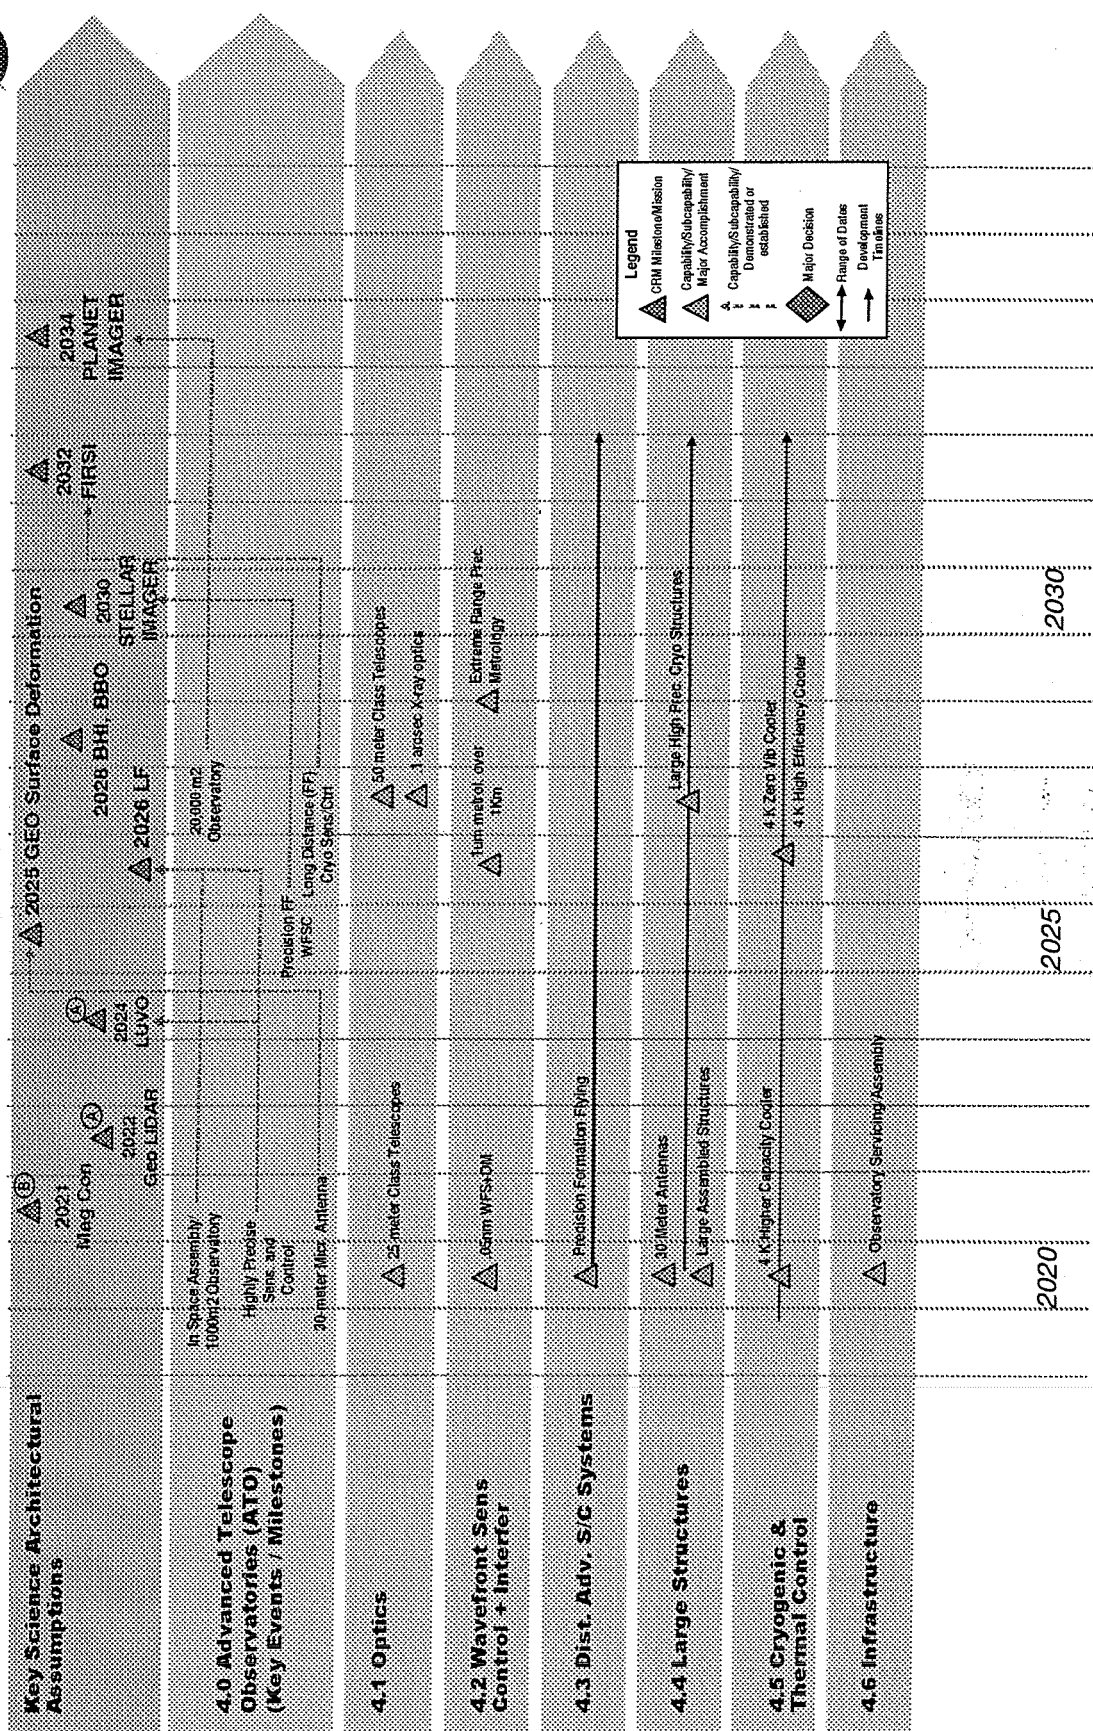 Key Science Architectural
Assumptions
B
2021
Mag Con
A
2022
Geo LIDAR
A
2024
LUVO
2025 GEO Surface Deformation
2026 LF
2028 BHI BBO
2030
STELLAR
IMAGER
2032
FIRSI
2034
PLANET
IMAGER
4.0 Advanced Telescope
Observatories (ATO)
(Key Events / Milestones)
In Space Assembly/
1000m2 Observatory
Highly Precise
Sens. and
Control
30-meter Micr. Antenna
Precision FF
WFSC
20,000 m2
Observatory
Long Distance (FF)
Cryo Sens/Ctrl
4.1 Optics
25 meter Class Telescopes
50 meter Class Telescopes
.1 arcsec Xray optics
4.2 Wavefront Sens
Control + Interfer
.05nm WFS+DM
1um metrol. over
1Km
Extreme Range Prec.
Metrology
4.3 Dist. Adv. S/C Systems
Precision Formation Flying
4.4 Large Structures
30 Meter Antennas
Large Assembled Structures
Large High Prec. Cryo Structures
4.5 Cryogenic &
Thermal Control
4 K Higher Capacity Cooler
4 K Zero Vib Cooler
4 K High Efficiency Cooler
4.6 Infrastructure
Observatory Servicing/Assembly
Legend
CRM Milestone/Mission
Capability/Subcapability/
Major Accomplishment
Capability/Subcapability/
Demonstrated or
established
Major Decision
Range of Dates
Development
Timelines
2020
2025
2030